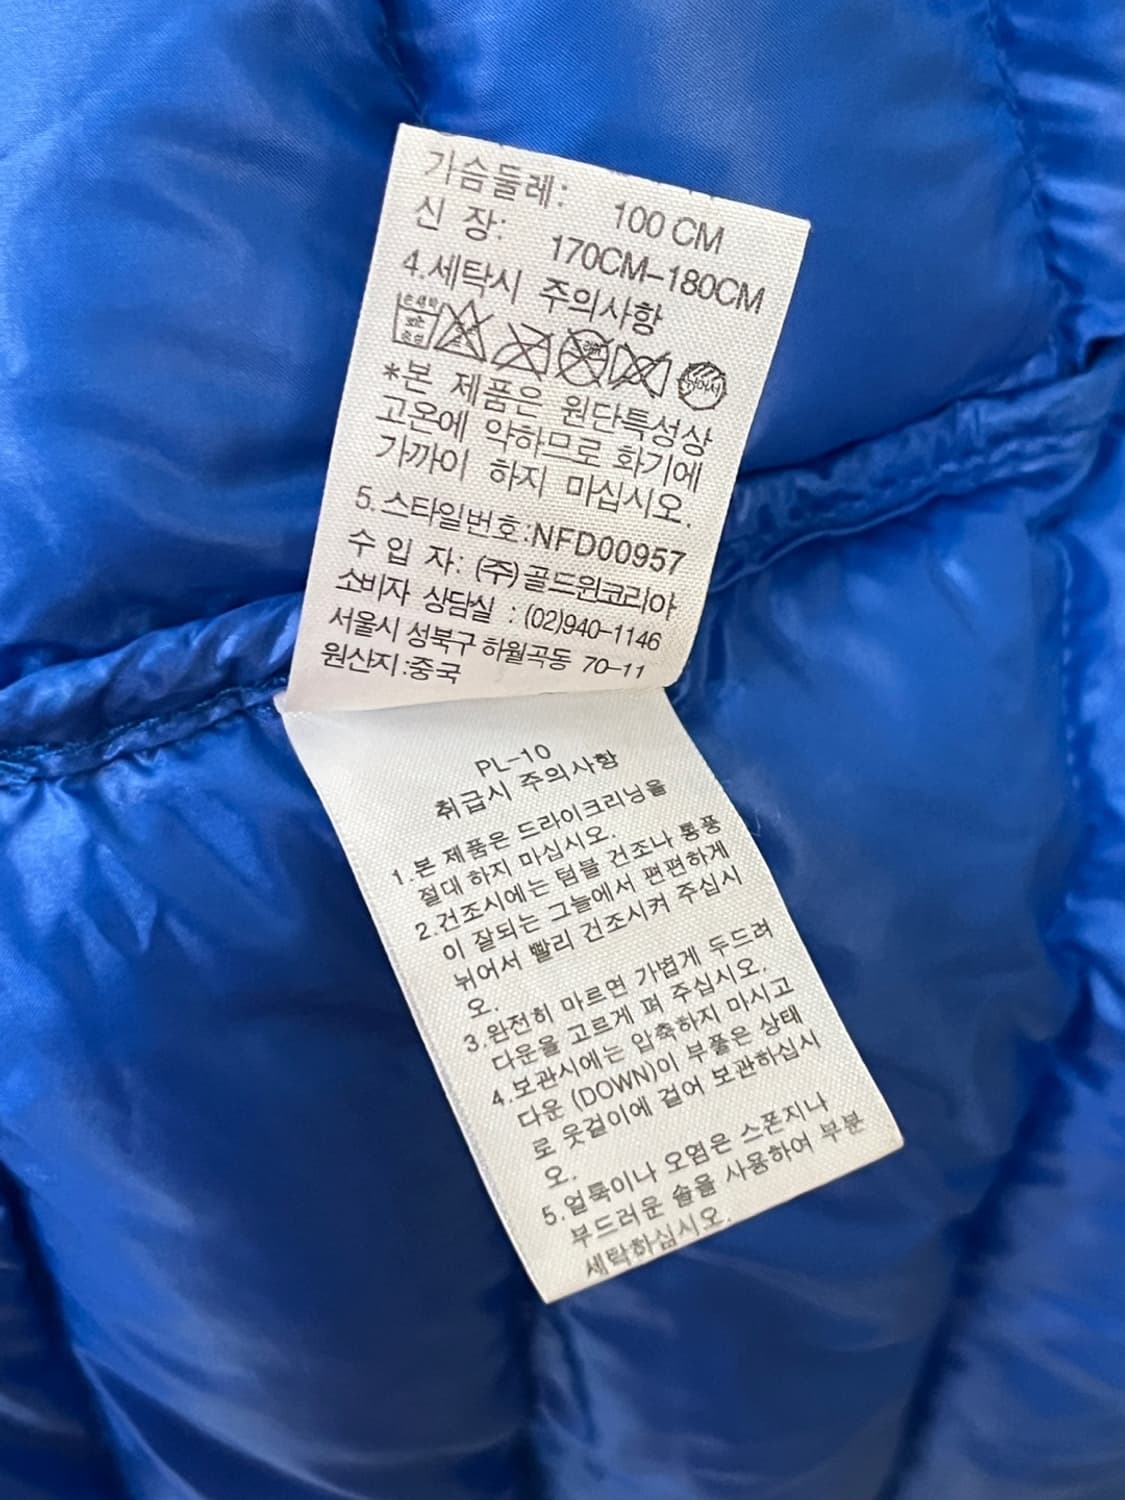 가슴둘레: 100 CM
신 장: 170CM-180CM
4.세탁시 주의사항
손세탁
중성
뉘어서
*본 제품은 원단특성상
고온에 약하므로 화기에
가까이 하지 마십시오.
5.스타일번호:NFD00957
수 입 자: (주)골드윈코리아
소비자 상담실 : (02)940-1146
서울시 성북구 하월곡동 70-11
원산지:중국
PL-10
취급시 주의사항
1.본 제품은 드라이크리닝을
절대 하지 마십시오.
2.건조시에는 텀블 건조나 통풍
이 잘되는 그늘에서 편편하게
뉘어서 빨리 건조시켜 주십시
오.
3.완전히 마르면 가볍게 두드려
다운을 고르게 펴 주십시오.
4.보관시에는 압축하지 마시고
다운 (DOWN)이 부풀은 상태
로 옷걸이에 걸어 보관하십시
오.
5.얼룩이나 오염은 스폰지나
부드러운 솔을 사용하여 부분
세탁하십시오.